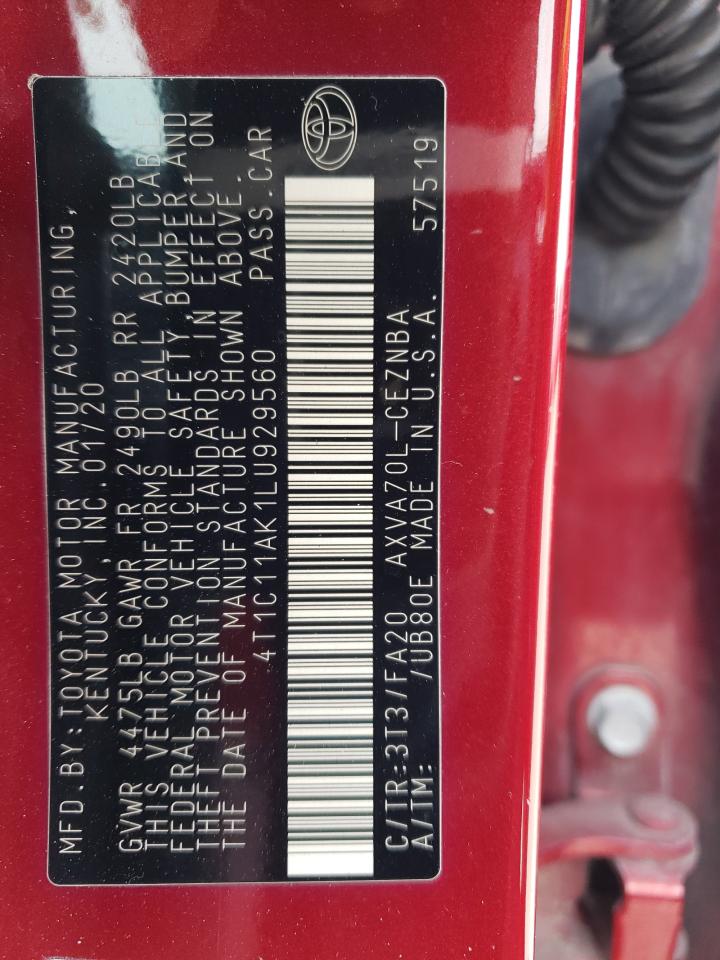 MFD.BY:TOYOTA MOTOR MANUFACTURING,
KENTUCKY,INC.01/20
GVWR 4475LB GAWR FR 2490LB RR 2420LB
THIS VEHICLE CONFORMS TO ALL APPLICABLE
FEDERAL MOTOR VEHICLE SAFETY,BUMPER,AND
THEFT PREVENTION STANDARDS IN EFFECT ON
THE DATE OF MANUFACTURE SHOWN ABOVE.
4T1C11AK1LU929560 PASS.CAR
C/TR:3T3/FA20 AXVA70L-CEZNBA
A/TM: /UB80E MADE IN U.S.A. 57519